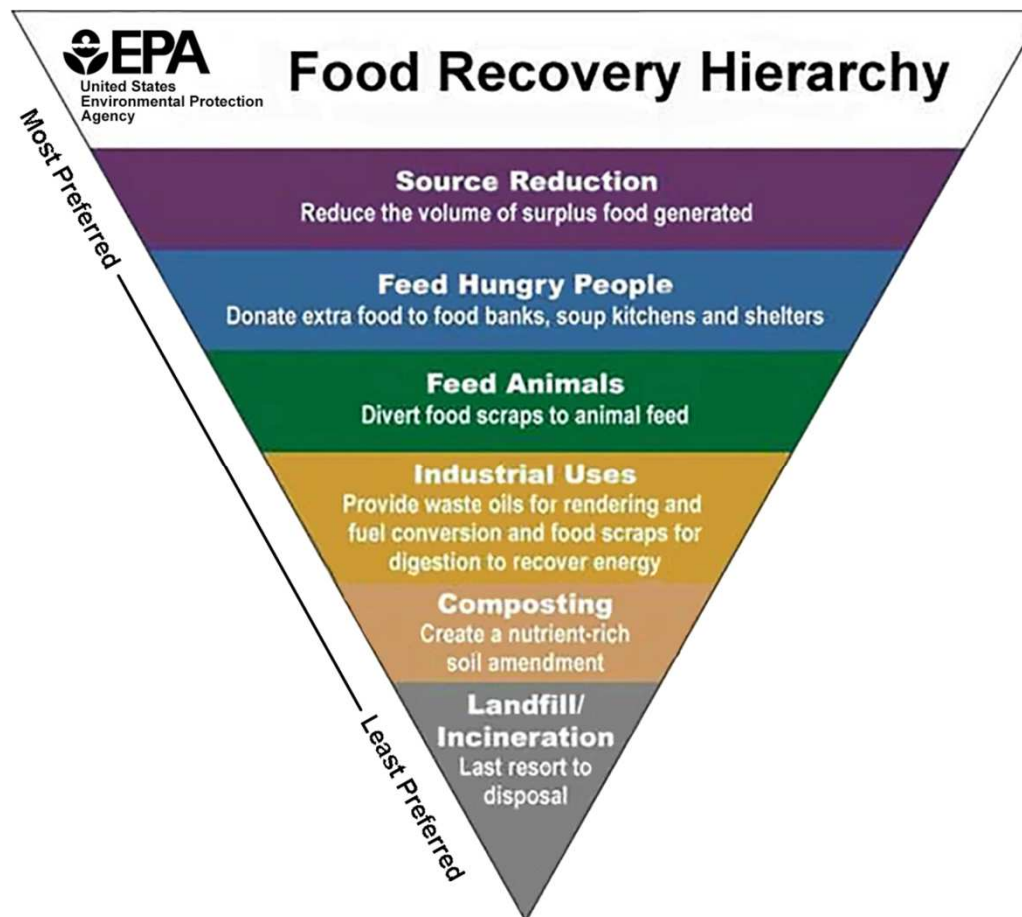 EPA
United States
Environmental Protection
Agency
Food Recovery Hierarchy
Most Preferred
Least Preferred
Source Reduction
Reduce the volume of surplus food generated
Feed Hungry People
Donate extra food to food banks, soup kitchens and shelters
Feed Animals
Divert food scraps to animal feed
Industrial Uses
Provide waste oils for rendering and
fuel conversion and food scraps for
digestion to recover energy
Composting
Create a nutrient-rich
soil amendment
Landfill/
Incineration
Last resort to
disposal